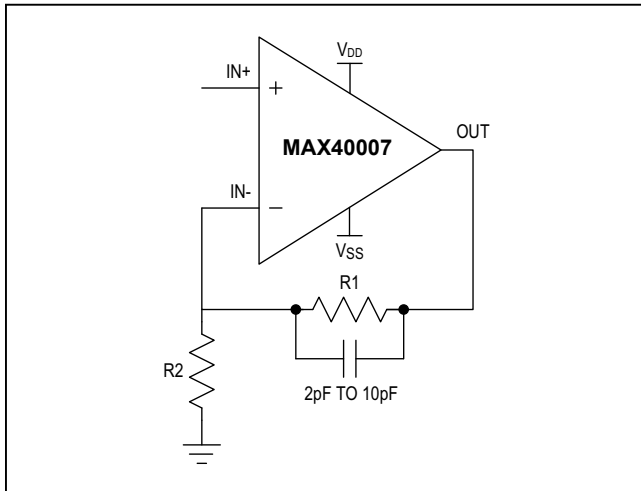 VDD
IN+
+
OUT
MAX40007
IN-
−
VSS
R1
R2
2pF TO 10pF